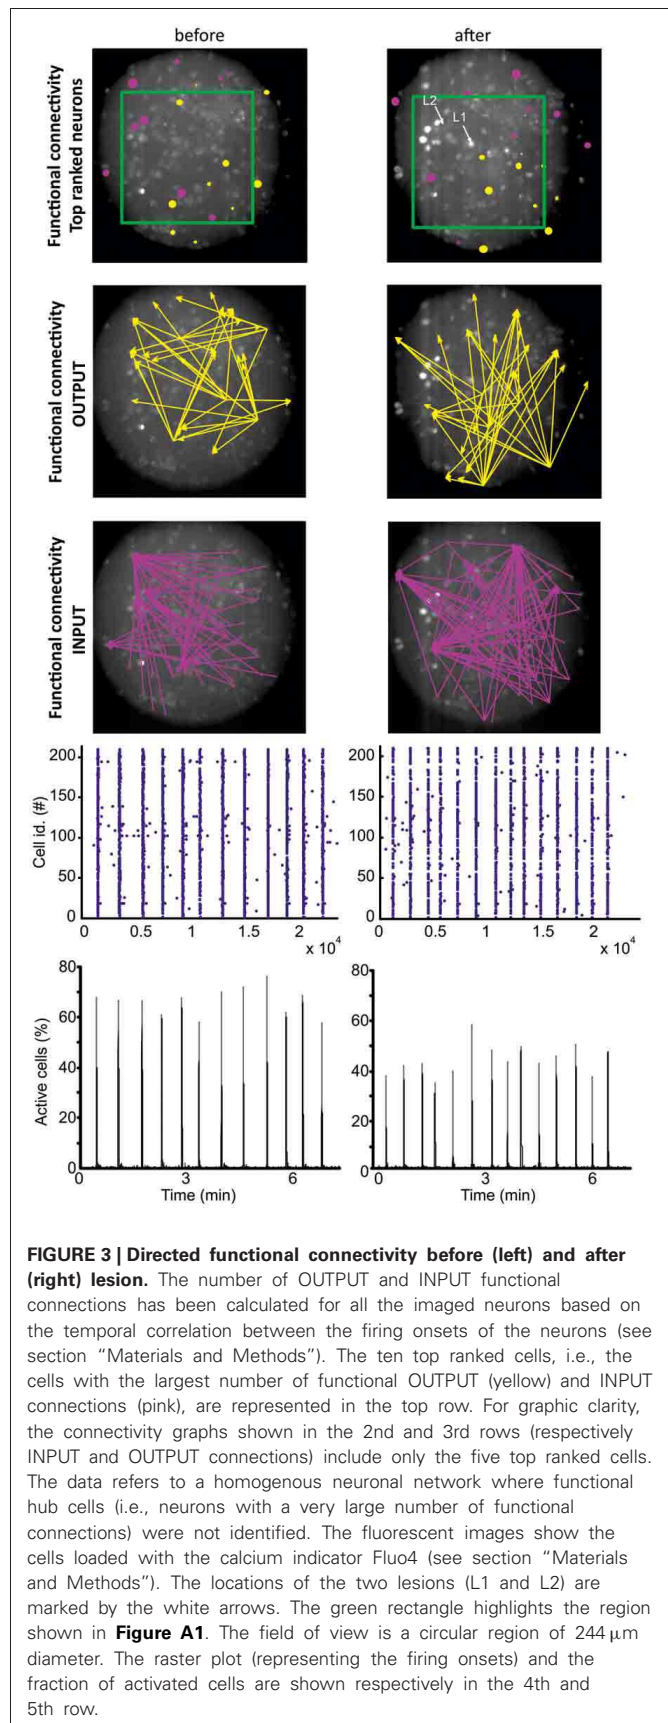 before
after
Functional connectivity
Top ranked neurons
L2
L1
Functional connectivity
OUTPUT
Functional connectivity
INPUT
Cell id. (#)
200
150
100
50
0
0
0.5
1
1.5
2
x 10^4
200
150
100
50
0
0
0.5
1
1.5
2
x 10^4
Active cells (%)
80
60
40
20
0
0
3
6
Time (min)
80
60
40
20
0
0
3
6
Time (min)
FIGURE 3 | Directed functional connectivity before (left) and after
(right) lesion. The number of OUTPUT and INPUT functional
connections has been calculated for all the imaged neurons based on
the temporal correlation between the firing onsets of the neurons (see
section “Materials and Methods”). The ten top ranked cells, i.e., the
cells with the largest number of functional OUTPUT (yellow) and INPUT
connections (pink), are represented in the top row. For graphic clarity,
the connectivity graphs shown in the 2nd and 3rd rows (respectively
INPUT and OUTPUT connections) include only the five top ranked cells.
The data refers to a homogenous neuronal network where functional
hub cells (i.e., neurons with a very large number of functional
connections) were not identified. The fluorescent images show the
cells loaded with the calcium indicator Fluo4 (see section “Materials
and Methods”). The locations of the two lesions (L1 and L2) are
marked by the white arrows. The green rectangle highlights the region
shown in Figure A1. The field of view is a circular region of 244 μm
diameter. The raster plot (representing the firing onsets) and the
fraction of activated cells are shown respectively in the 4th and
5th row.